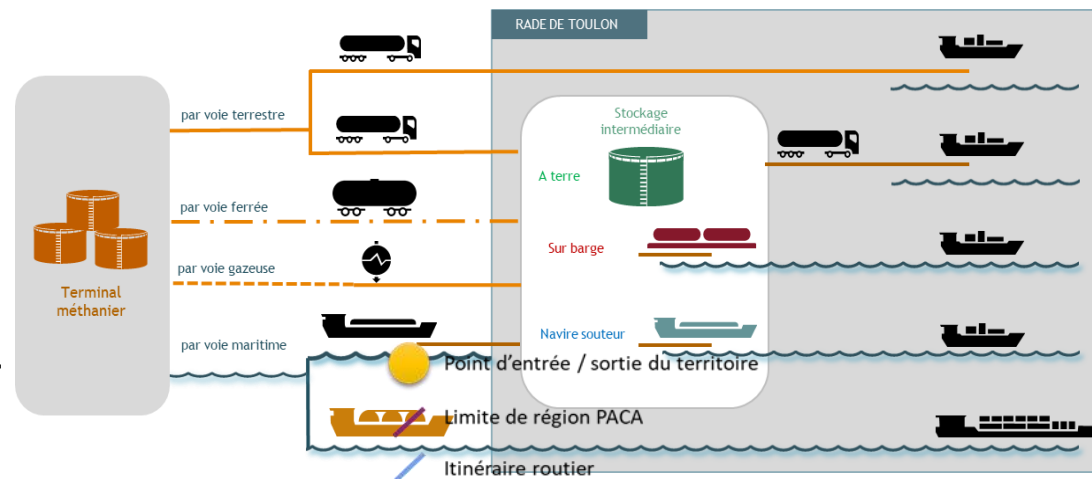 RADE DE TOULON
par voie terrestre
Stockage
intermédiaire
A terre
par voie ferrée
Sur barge
par voie gazeuse
Terminal
méthanier
Navire souteur
par voie maritime
Point d'entrée / sortie du territoire
Limite de région PACA
Itinéraire routier